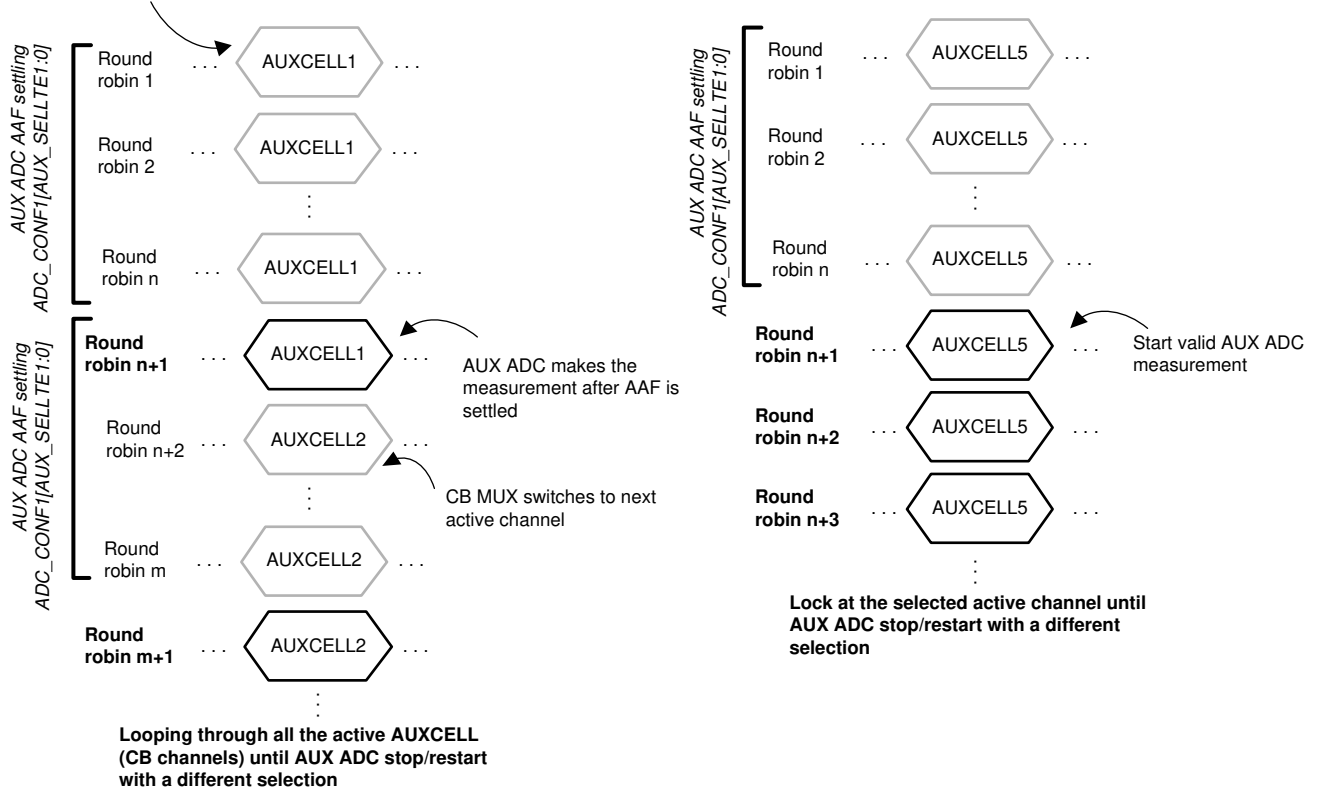 AUX ADC AAF settling
ADC_CONF1[AUX_SELLTE1:0]
Round
robin 1
. . . AUXCELL1 . . .
Round
robin 2
. . . AUXCELL1 . . .
Round
robin n
. . . AUXCELL1 . . .
AUX ADC AAF settling
ADC_CONF1[AUX_SELLTE1:0]
Round
robin n+1
. . . AUXCELL1 . . .
AUX ADC makes the
measurement after AAF is
settled
Round
robin n+2
. . . AUXCELL2 . . .
CB MUX switches to next
active channel
Round
robin m
. . . AUXCELL2 . . .
Round
robin m+1
. . . AUXCELL2 . . .
Looping through all the active AUXCELL
(CB channels) until AUX ADC stop/restart
with a different selection
AUX ADC AAF settling
ADC_CONF1[AUX_SELLTE1:0]
Round
robin 1
. . . AUXCELL5 . . .
Round
robin 2
. . . AUXCELL5 . . .
Round
robin n
. . . AUXCELL5 . . .
Round
robin n+1
. . . AUXCELL5 . . .
Start valid AUX ADC
measurement
Round
robin n+2
. . . AUXCELL5 . . .
Round
robin n+3
. . . AUXCELL5 . . .
Lock at the selected active channel until
AUX ADC stop/restart with a different
selection